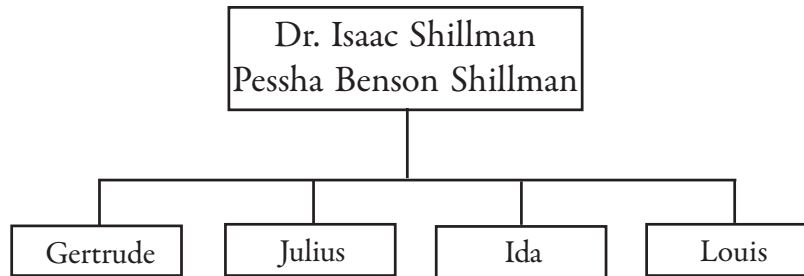 Dr. Isaac Shillman
Pessha Benson Shillman
Gertrude
Julius
Ida
Louis